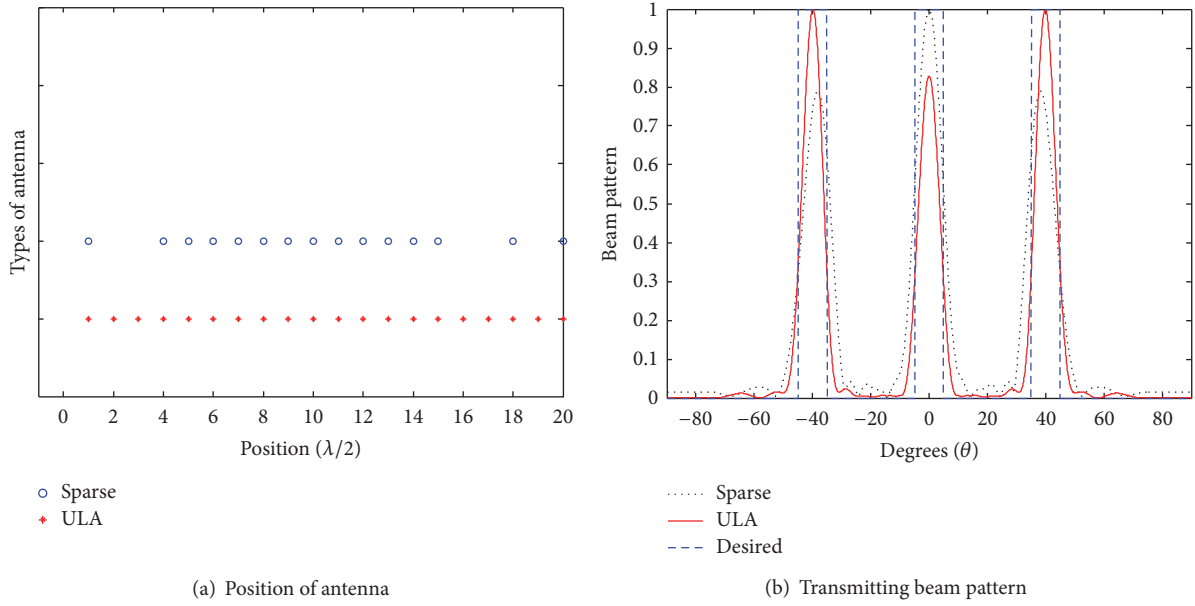 Types of antenna
0 2 4 6 8 10 12 14 16 18 20
Position (λ/2)
Sparse
ULA
(a) Position of antenna
1
0.9
0.8
0.7
0.6
0.5
0.4
0.3
0.2
0.1
0
Beam pattern
−80 −60 −40 −20 0 20 40 60 80
Degrees (θ)
Sparse
ULA
Desired
(b) Transmitting beam pattern